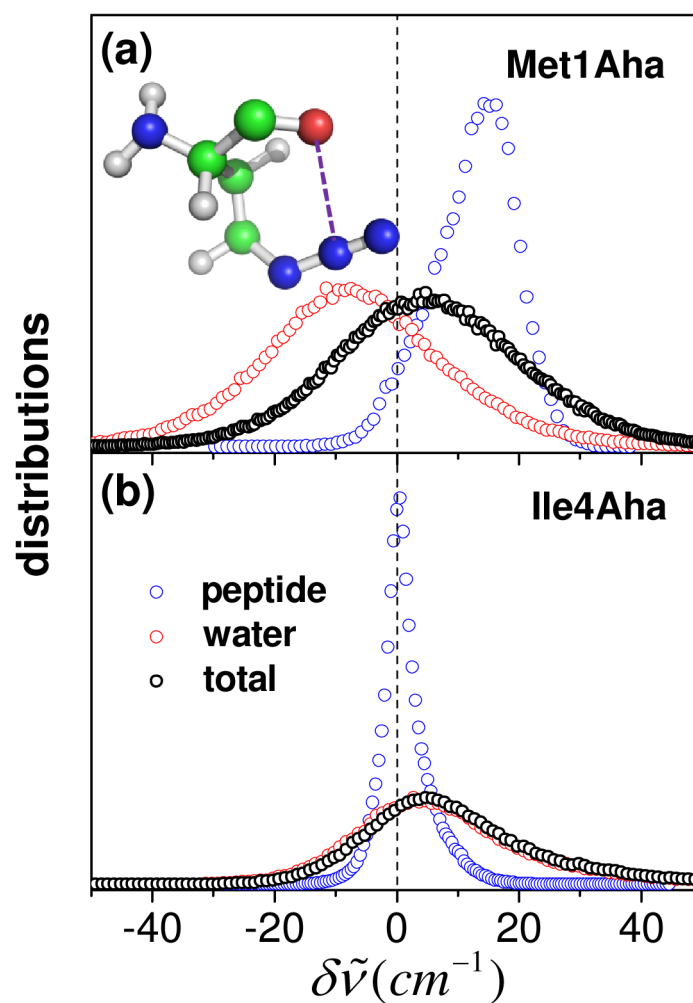 (a)
Met1Aha
distributions
(b)
Ile4Aha
peptide
water
total
-40 -20 0 20 40
δν̃(cm⁻¹)